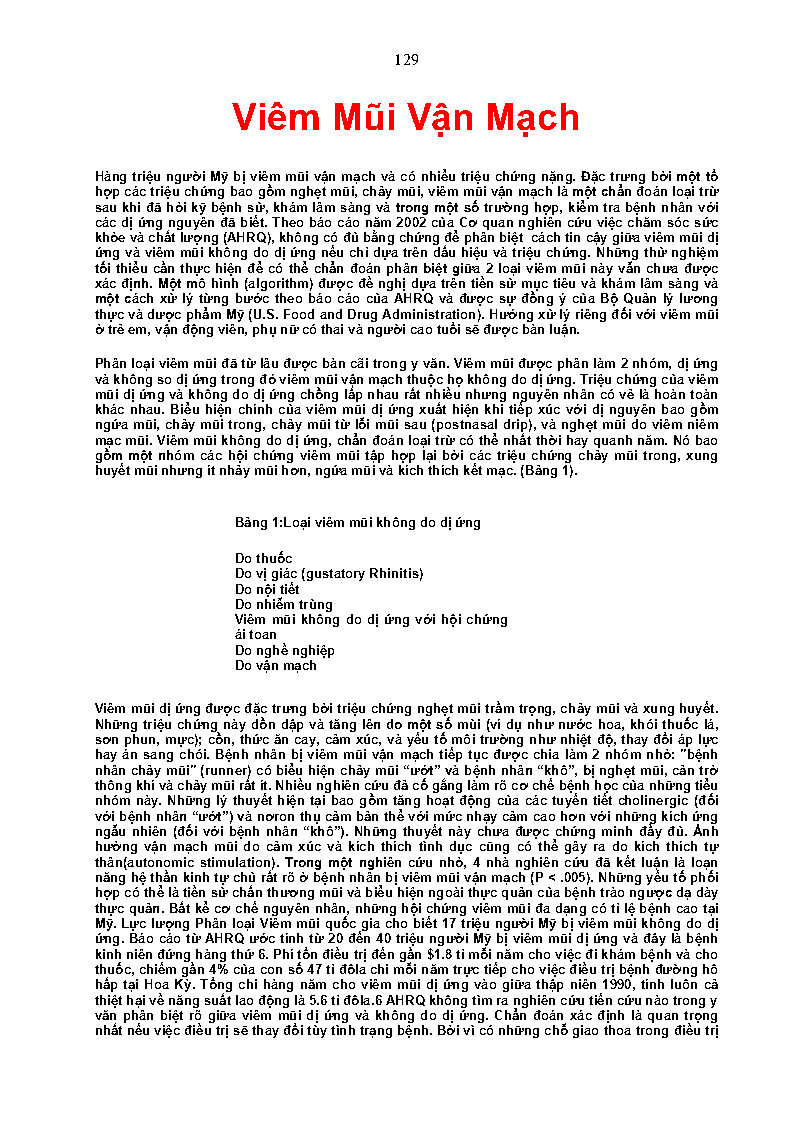 129
Viêm Mũi Vận Mạch
Hàng triệu người Mỹ bị viêm mũi vận mạch và có nhiều triệu chứng nặng. Đặc trưng bởi một tổ
hợp các triệu chứng bao gồm nghẹt mũi, chảy mũi, viêm mũi vận mạch là một chẩn đoán loại trừ
sau khi đã hỏi kỹ bệnh sử, khám lâm sàng và trong một số trường hợp, kiểm tra bệnh nhân với
các dị ứng nguyên đã biết. Theo báo cáo năm 2002 của Cơ quan nghiên cứu việc chăm sóc sức
khỏe và chất lượng (AHRQ), không có đủ bằng chứng để phân biệt cách tin cậy giữa viêm mũi dị
ứng và viêm mũi không do dị ứng nếu chỉ dựa trên dấu hiệu và triệu chứng. Những thử nghiệm
tối thiểu cần thực hiện để có thể chẩn đoán phân biệt giữa 2 loại viêm mũi này vẫn chưa được
xác định. Một mô hình (algorithm) được đề nghị dựa trên tiền sử mục tiêu và khám lâm sàng và
một cách xử lý từng bước theo báo cáo của AHRQ và được sự đồng ý của Bộ Quản lý lương
thực và dược phẩm Mỹ (U.S. Food and Drug Administration). Hướng xử lý riêng đối với viêm mũi
ở trẻ em, vận động viên, phụ nữ có thai và người cao tuổi sẽ được bàn luận.
Phân loại viêm mũi đã từ lâu được bàn cãi trong y văn. Viêm mũi được phân làm 2 nhóm, dị ứng
và không so dị ứng trong đó viêm mũi vận mạch thuộc họ không do dị ứng. Triệu chứng của viêm
mũi dị ứng và không do dị ứng chồng lấp nhau rất nhiều nhưng nguyên nhân có vẻ là hoàn toàn
khác nhau. Biểu hiện chính của viêm mũi dị ứng xuất hiện khi tiếp xúc với dị nguyên bao gồm
ngứa mũi, chảy mũi trong, chảy mũi từ lỗi mũi sau (postnasal drip), và nghẹt mũi do viêm niêm
mạc mũi. Viêm mũi không do dị ứng, chẩn đoán loại trừ có thể nhất thời hay quanh năm. Nó bao
gồm một nhóm các hội chứng viêm mũi tập hợp lại bởi các triệu chứng chảy mũi trong, xung
huyết mũi nhưng ít nhảy mũi hơn, ngứa mũi và kích thích kết mạc. (Bảng 1).
Bảng 1:Loại viêm mũi không do dị ứng
Do thuốc
Do vị giác (gustatory Rhinitis)
Do nội tiết
Do nhiễm trùng
Viêm mũi không do dị ứng với hội chứng
ái toan
Do nghề nghiệp
Do vận mạch
Viêm mũi dị ứng được đặc trưng bởi triệu chứng nghẹt mũi trầm trọng, chảy mũi và xung huyết.
Những triệu chứng này dồn dập và tăng lên do một số mùi (ví dụ như nước hoa, khói thuốc lá,
sơn phun, mực); cồn, thức ăn cay, cảm xúc, và yếu tố môi trường như nhiệt độ, thay đổi áp lực
hay án sang chói. Bệnh nhân bị viêm mũi vận mạch tiếp tục được chia làm 2 nhóm nhỏ: "bệnh
nhân chảy mũi" (runner) có biểu hiện chảy mũi “ướt” và bệnh nhân “khô”, bị nghẹt mũi, cản trở
thông khí và chảy mũi rất ít. Nhiều nghiên cứu đã cố gắng làm rõ cơ chế bệnh học của những tiểu
nhóm này. Những lý thuyết hiện tại bao gồm tăng hoạt động của các tuyến tiết cholinergic (đối
với bệnh nhân “ướt”) và nơron thụ cảm bản thể với mức nhạy cảm cao hơn với những kích ứng
ngẫu nhiên (đối với bệnh nhân “khô”). Những thuyết này chưa được chứng minh đầy đủ. Ảnh
hưởng vận mạch mũi do cảm xúc và kích thích tình dục cũng có thể gây ra do kích thích tự
thân(autonomic stimulation). Trong một nghiên cứu nhỏ, 4 nhà nghiên cứu đã kết luận là loạn
năng hệ thần kinh tự chủ rất rõ ở bệnh nhân bị viêm mũi vận mạch (P < .005). Những yếu tố phối
hợp có thể là tiền sử chấn thương mũi và biểu hiện ngoài thực quản của bệnh trào ngược dạ dày
thực quản. Bất kể cơ chế nguyên nhân, những hội chứng viêm mũi đa dạng có tỉ lệ bệnh cao tại
Mỹ. Lực lượng Phân loại Viêm mũi quốc gia cho biết 17 triệu người Mỹ bị viêm mũi không do dị
ứng. Báo cáo từ AHRQ ước tính từ 20 đến 40 triệu người Mỹ bị viêm mũi dị ứng và đây là bệnh
kinh niên đứng hàng thứ 6. Phí tổn điều trị đến gần $1.8 tỉ mỗi năm cho việc đi khám bệnh và cho
thuốc, chiếm gần 4% của con số 47 tỉ đôla chi mỗi năm trực tiếp cho việc điều trị bệnh đường hô
hấp tại Hoa Kỳ. Tổng chi hàng năm cho viêm mũi dị ứng vào giữa thập niên 1990, tính luôn cả
thiệt hại về năng suất lao động là 5.6 tỉ đôla.6 AHRQ không tìm ra nghiên cứu tiến cứu nào trong y
văn phân biệt rõ giữa viêm mũi dị ứng và không do dị ứng. Chẩn đoán xác định là quan trọng
nhất nếu việc điều trị sẽ thay đổi tùy tình trạng bệnh. Bởi vì có những chỗ giao thoa trong điều trị